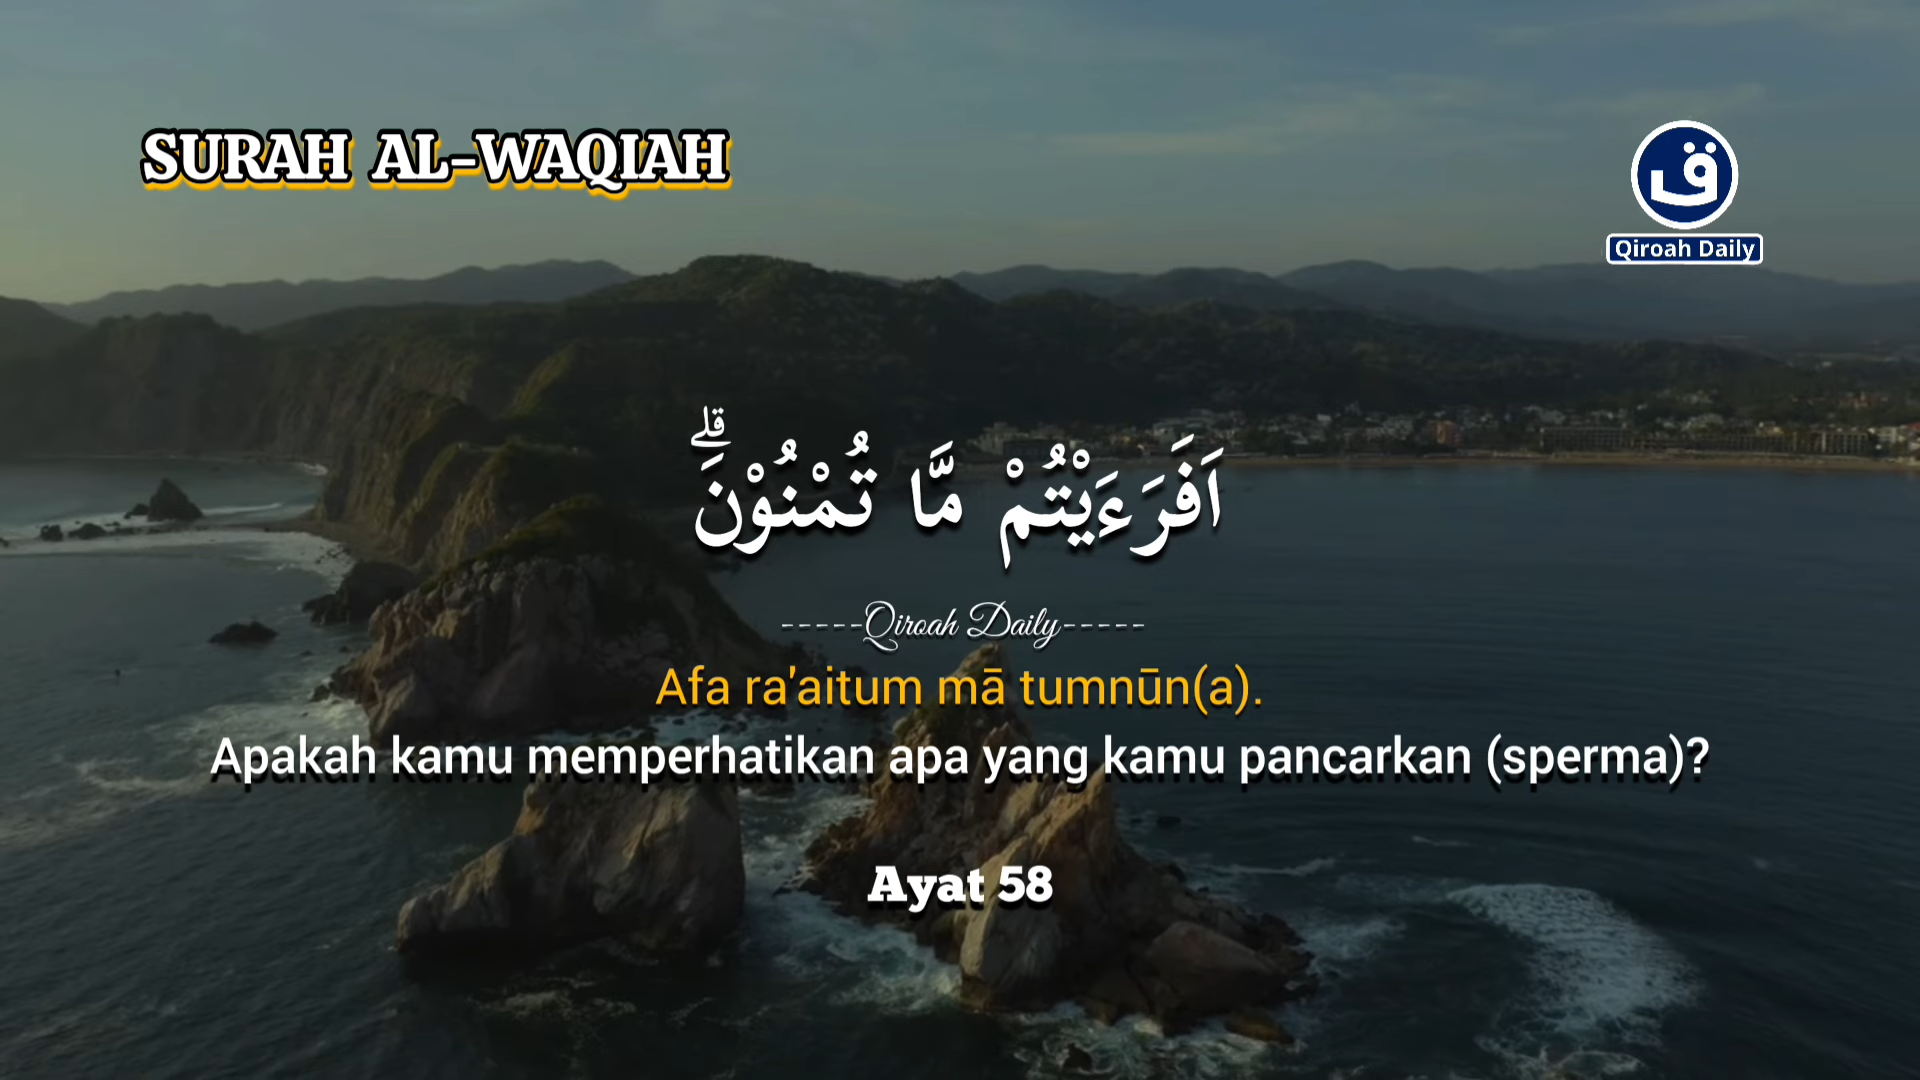 SURAH AL-WAQIAH
ق
Qiroah Daily
اَفَرَءَيْتُمْ مَّا تُمْنُوْنَۗ
-----Qiroah Daily-----
Afa ra'aitum mā tumnūn(a).
Apakah kamu memperhatikan apa yang kamu pancarkan (sperma)?
Ayat 58